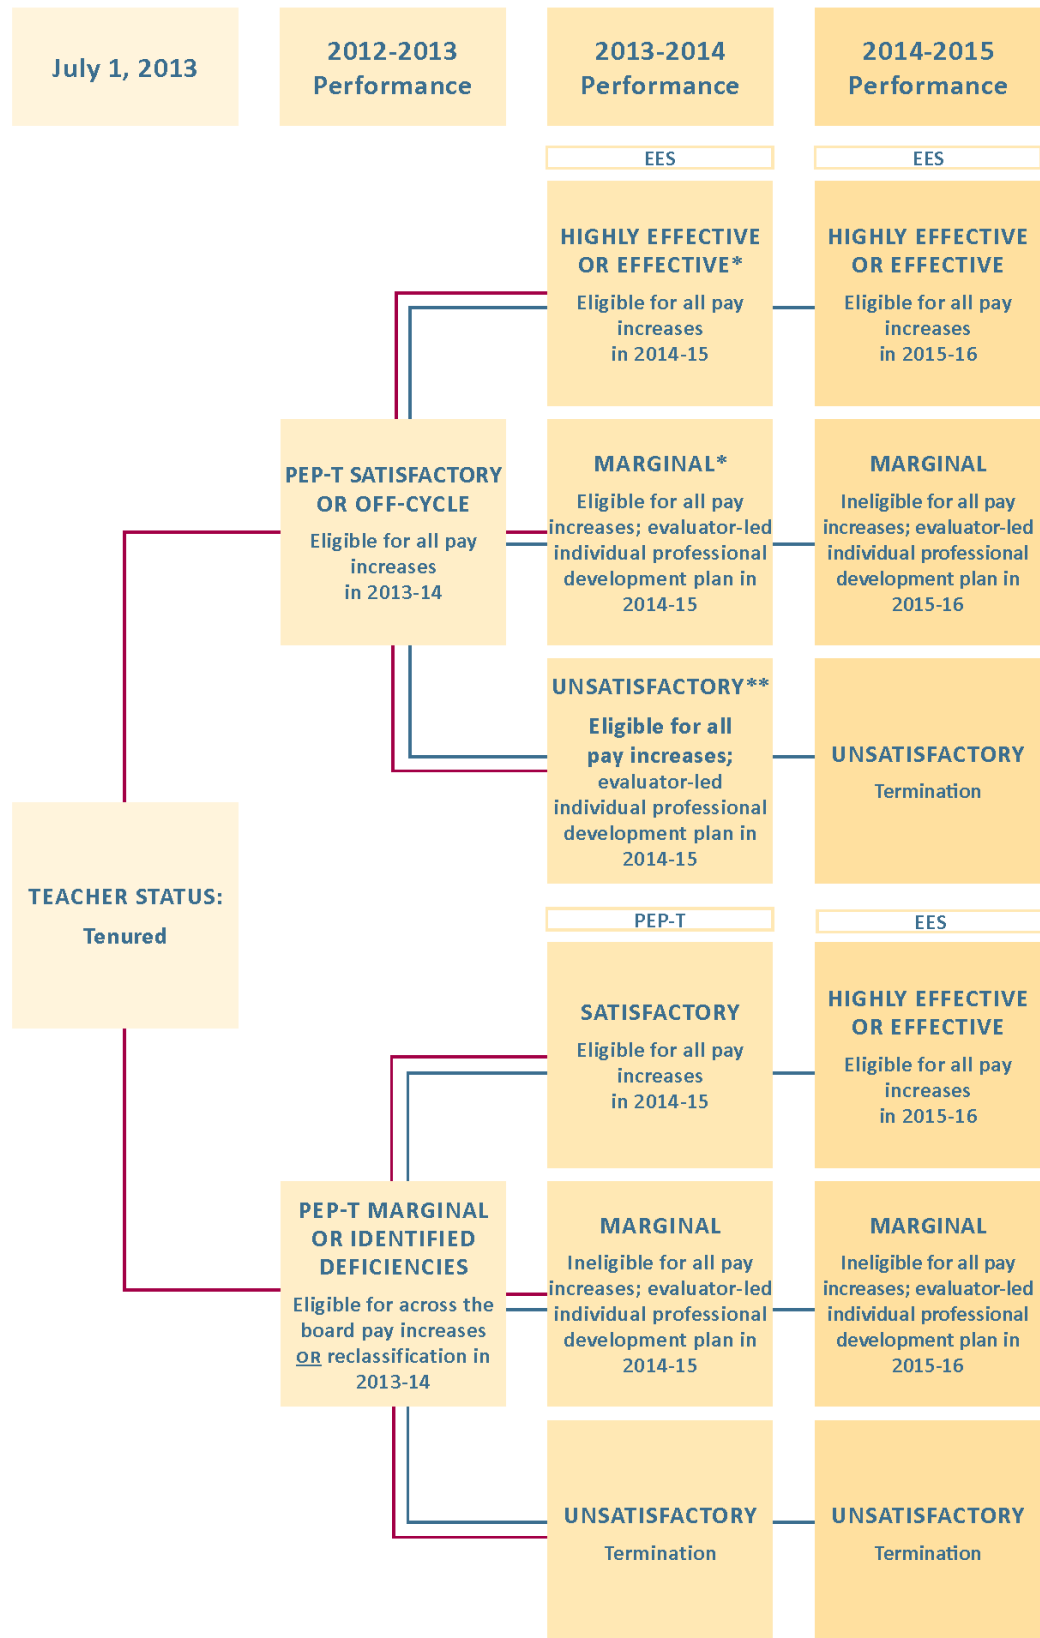 July 1, 2013
2012-2013
Performance
2013-2014
Performance
2014-2015
Performance
EES
EES
HIGHLY EFFECTIVE
OR EFFECTIVE*
Eligible for all pay
increases
in 2014-15
HIGHLY EFFECTIVE
OR EFFECTIVE
Eligible for all pay
increases
in 2015-16
PEP-T SATISFACTORY
OR OFF-CYCLE
Eligible for all pay
increases
in 2013-14
MARGINAL*
Eligible for all pay
increases; evaluator-led
individual professional
development plan in
2014-15
MARGINAL
Ineligible for all pay
increases; evaluator-led
individual professional
development plan in
2015-16
UNSATISFACTORY**
Eligible for all
pay increases;
evaluator-led
individual professional
development plan in
2014-15
UNSATISFACTORY
Termination
TEACHER STATUS:
Tenured
PEP-T
EES
SATISFACTORY
Eligible for all pay
increases
in 2014-15
HIGHLY EFFECTIVE
OR EFFECTIVE
Eligible for all pay
increases
in 2015-16
PEP-T MARGINAL
OR IDENTIFIED
DEFICIENCIES
Eligible for across the
board pay increases
OR reclassification in
2013-14
MARGINAL
Ineligible for all pay
increases; evaluator-led
individual professional
development plan in
2014-15
MARGINAL
Ineligible for all pay
increases; evaluator-led
individual professional
development plan in
2015-16
UNSATISFACTORY
Termination
UNSATISFACTORY
Termination